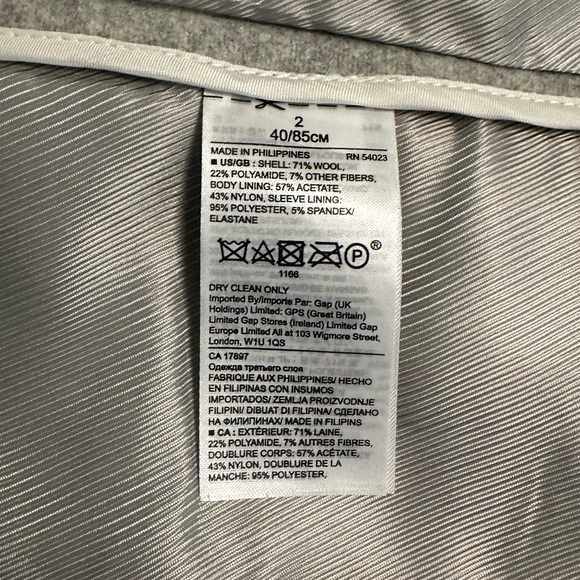 2
40/85CM
MADE IN PHILIPPINES RN 54023
■ US/GB : SHELL: 71% WOOL,
22% POLYAMIDE, 7% OTHER FIBERS,
BODY LINING: 57% ACETATE,
43% NYLON, SLEEVE LINING:
95% POLYESTER, 5% SPANDEX/
ELASTANE
P ®
1166
DRY CLEAN ONLY
Imported By/Importe Par: Gap (UK
Holdings) Limited: GPS (Great Britain)
Limited Gap Stores (Ireland) Limited Gap
Europe Limited All at 103 Wigmore Street,
London, W1U 1QS
CA 17897
Одежда третьего слоя
FABRIQUE AUX PHILIPPINES/ HECHO
EN FILIPINAS CON INSUMOS
IMPORTADOS/ ZEMLJA PROIZVODNJE
FILIPINI/ DIBUAT DI FILIPINA/ СДЕЛАНО
НА ФИЛИПИНАХ/ MADE IN FILIPINS
■ CA : EXTÉRIEUR: 71% LAINE,
22% POLYAMIDE, 7% AUTRES FIBRES,
DOUBLURE CORPS: 57% ACÉTATE,
43% NYLON, DOUBLURE DE LA
MANCHE: 95% POLYESTER,